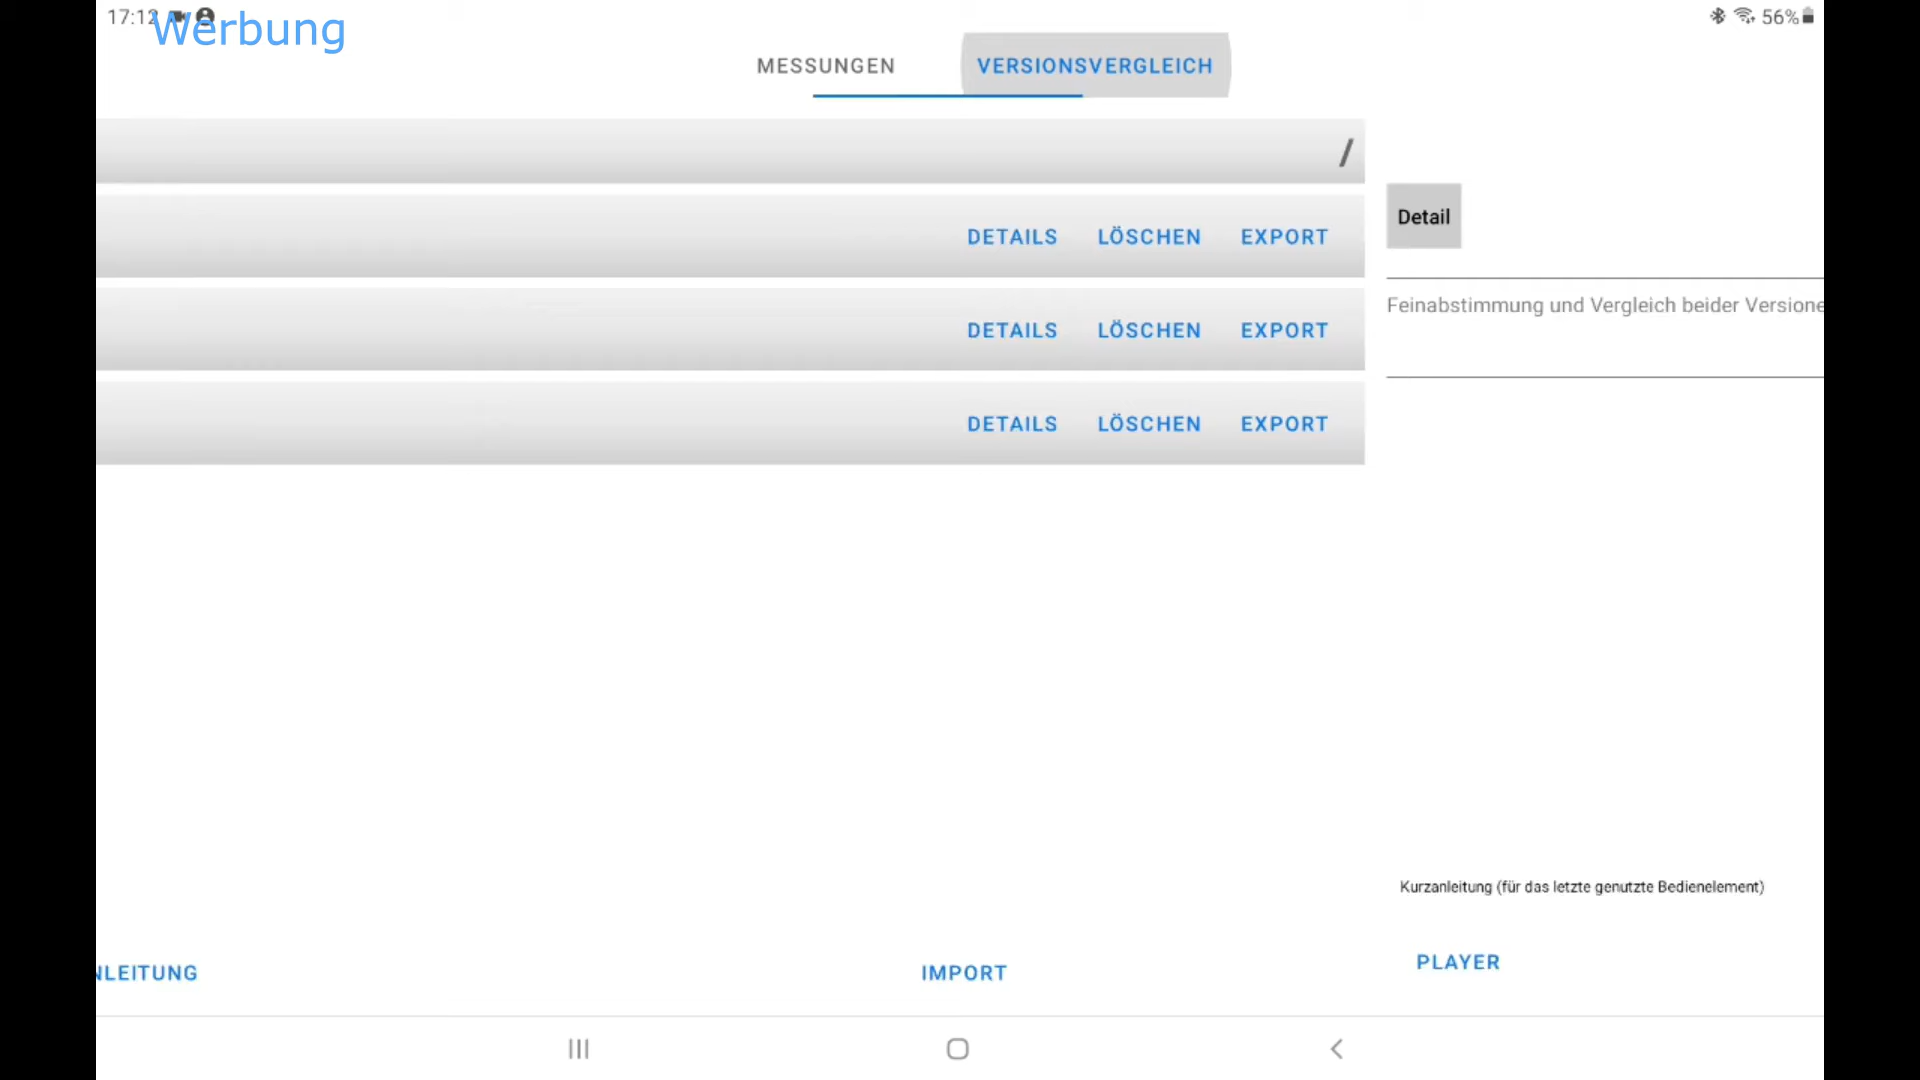 17:12
Werbung
56%
MESSUNGEN
VERSIONSVERGLEICH
/
DETAILS LÖSCHEN EXPORT
DETAILS LÖSCHEN EXPORT
DETAILS LÖSCHEN EXPORT
Detail
Feinabstimmung und Vergleich beider Versione
Kurzanleitung (für das letzte genutzte Bedienelement)
NLEITUNG
IMPORT
PLAYER